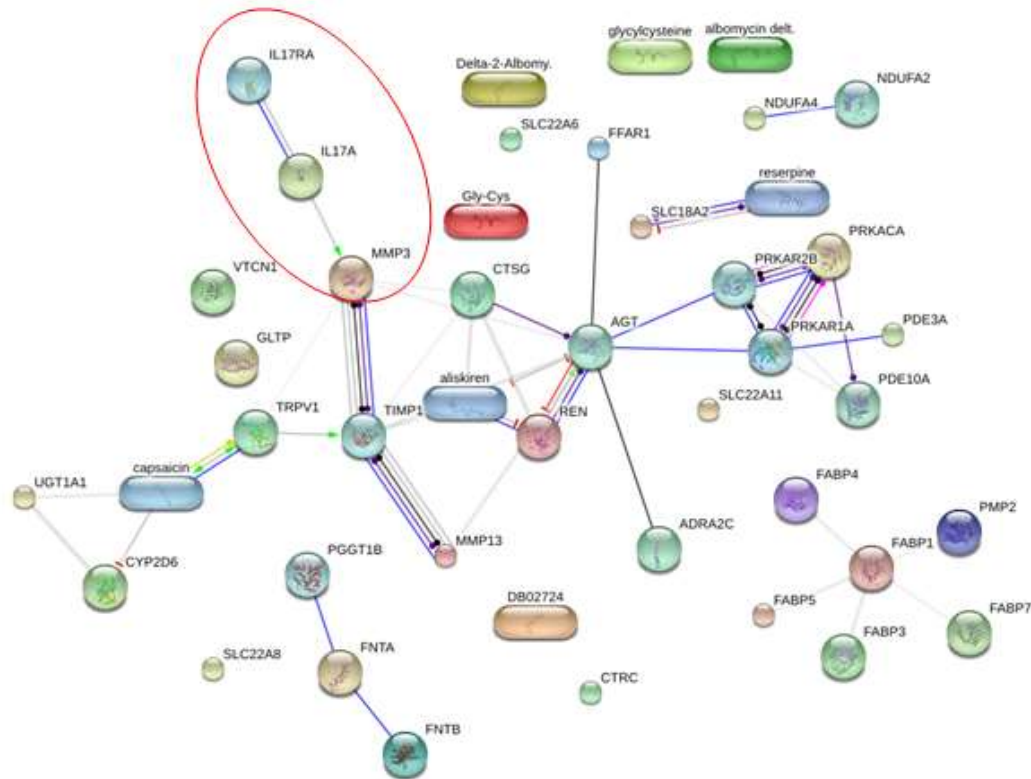 glycylcysteine
albomycin delt.
IL17RA
Delta-2-Albomy.
NDUFA2
NDUFA4
SLC22A6
FFAR1
IL17A
reserpine
Gly-Cys
SLC18A2
PRKACA
MMP3
PRKAR2B
VTCN1
CTSG
AGT
PRKAR1A
PDE3A
GLTP
aliskiren
PDE10A
SLC22A11
TRPV1
TIMP1
REN
capsaicin
UGT1A1
FABP4
PMP2
ADRA2C
MMP13
FABP1
PGGT1B
CYP2D6
DB02724
FABP5
FABP7
FABP3
SLC22A8
FNTA
CTRC
FNTB